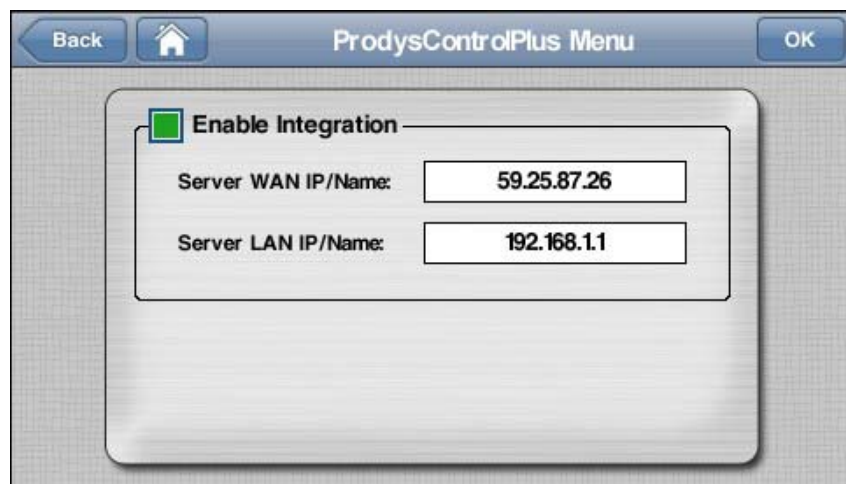 Back
ProdysControlPlus Menu
OK
Enable Integration
Server WAN IP/Name: 59.25.87.26
Server LAN IP/Name: 192.168.1.1